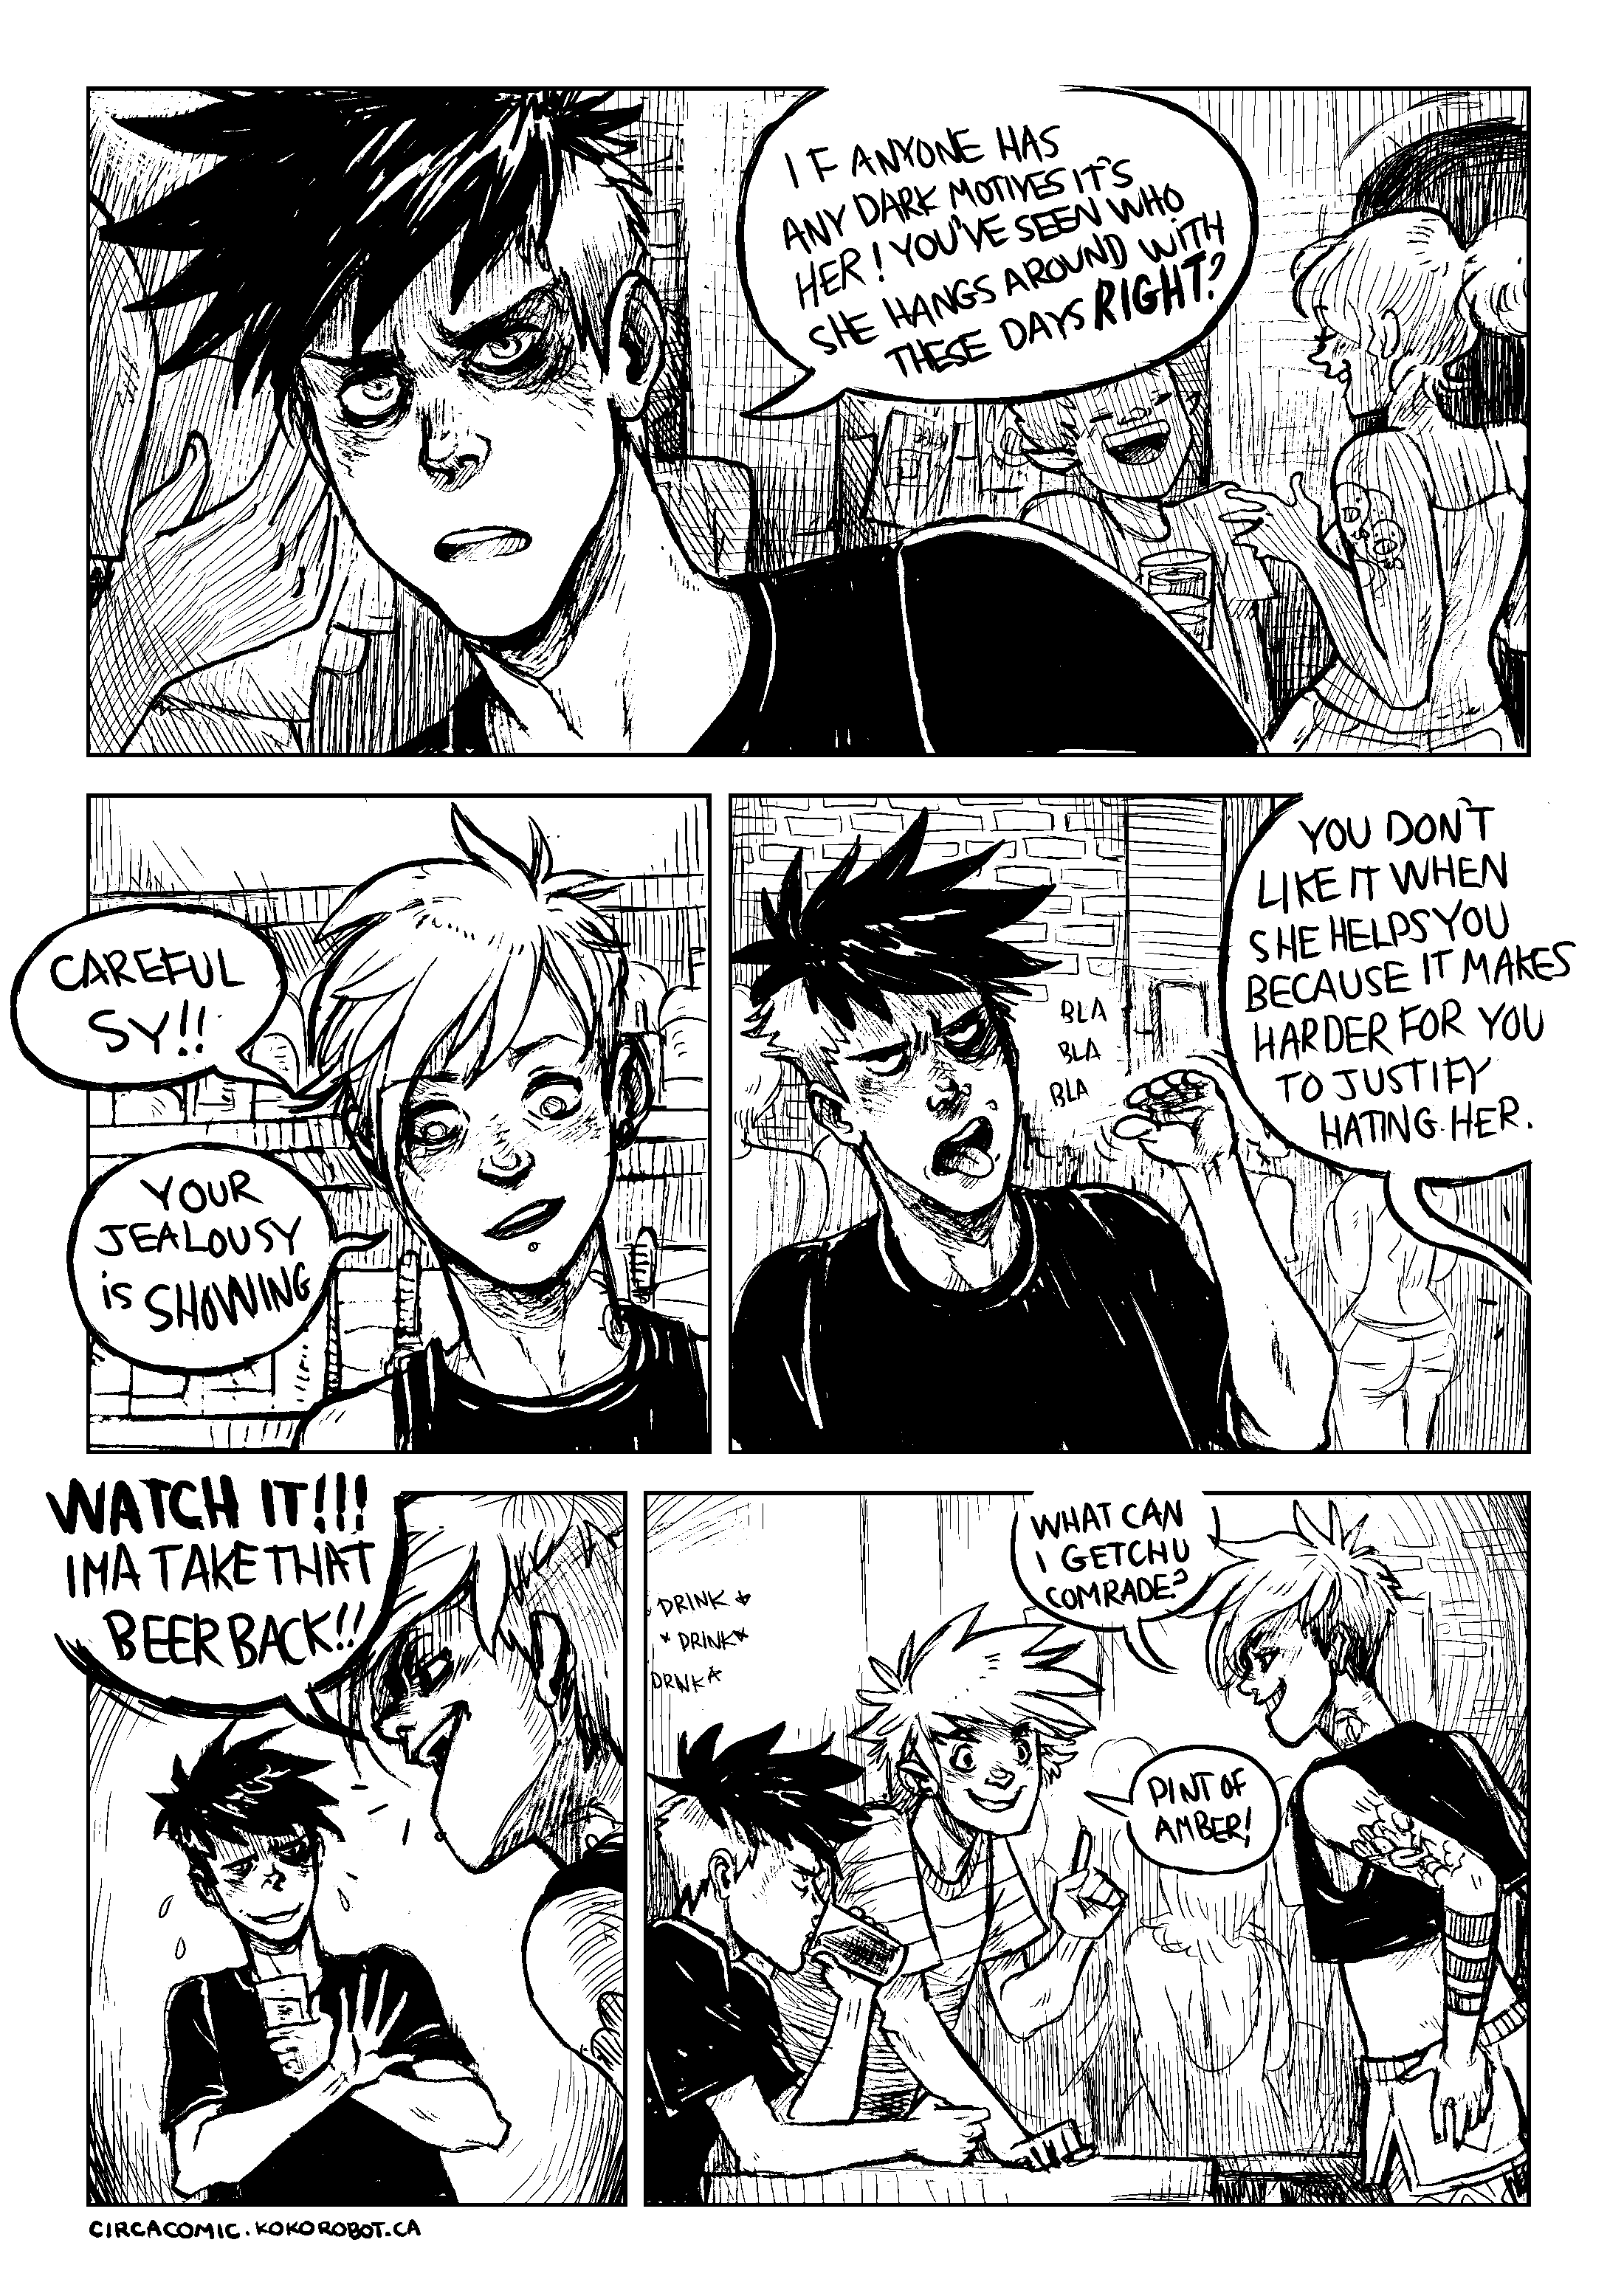 IF ANYONE HAS
ANY DARK MOTIVES IT'S
HER! YOU'VE SEEN WHO
SHE HANGS AROUND WITH
THESE DAYS RIGHT?
CAREFUL
SY!!
YOUR
JEALOUSY
iS SHOWING
BLA
BLA
BLA
YOU DON'T
LIKE IT WHEN
SHE HELPS YOU
BECAUSE IT MAKES
HARDER FOR YOU
TO JUSTIFY
HATING HER.
WATCH IT!!!
IMA TAKE THAT
BEER BACK!!
DRINK
DRINK
DRNK
WHAT CAN
I GETCHU
COMRADE?
PINT OF
AMBER!
CIRCACOMIC.KOKOROBOT.CA